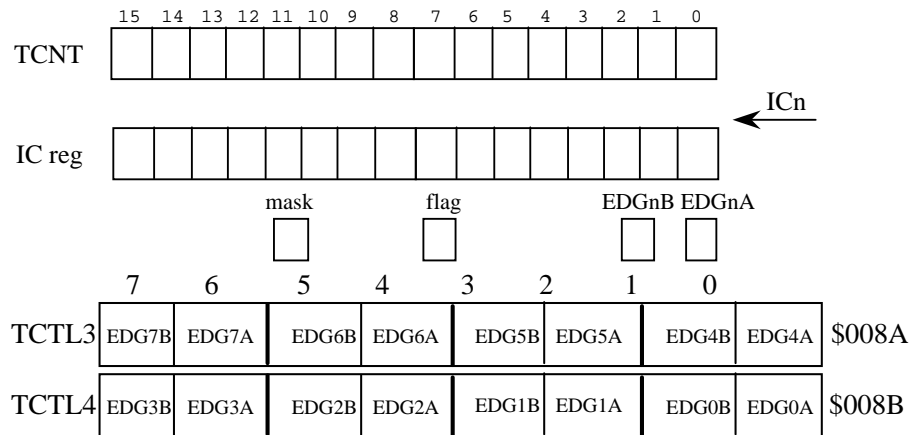 15 14 13 12 11 10 9 8 7 6 5 4 3 2 1 0
TCNT
ICn
IC reg
mask flag EDGnB EDGnA
7 6 5 4 3 2 1 0
TCTL3 EDG7B EDG7A EDG6B EDG6A EDG5B EDG5A EDG4B EDG4A $008A
TCTL4 EDG3B EDG3A EDG2B EDG2A EDG1B EDG1A EDG0B EDG0A $008B